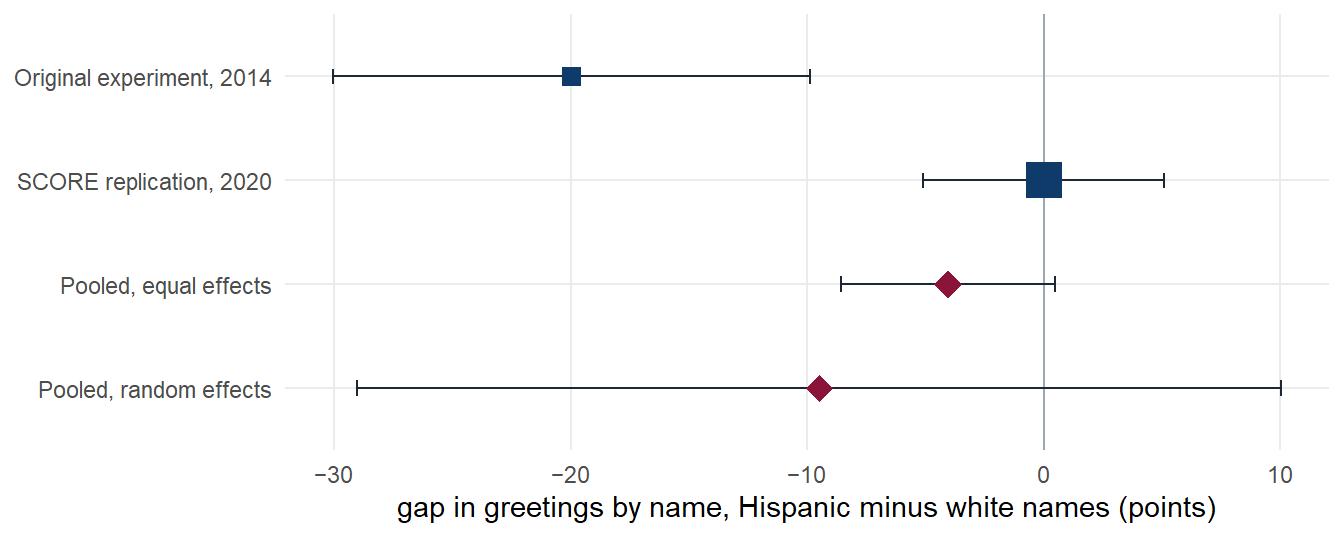 Original experiment, 2014
SCORE replication, 2020
Pooled, equal effects
Pooled, random effects
−30 −20 −10 0 10
gap in greetings by name, Hispanic minus white names (points)